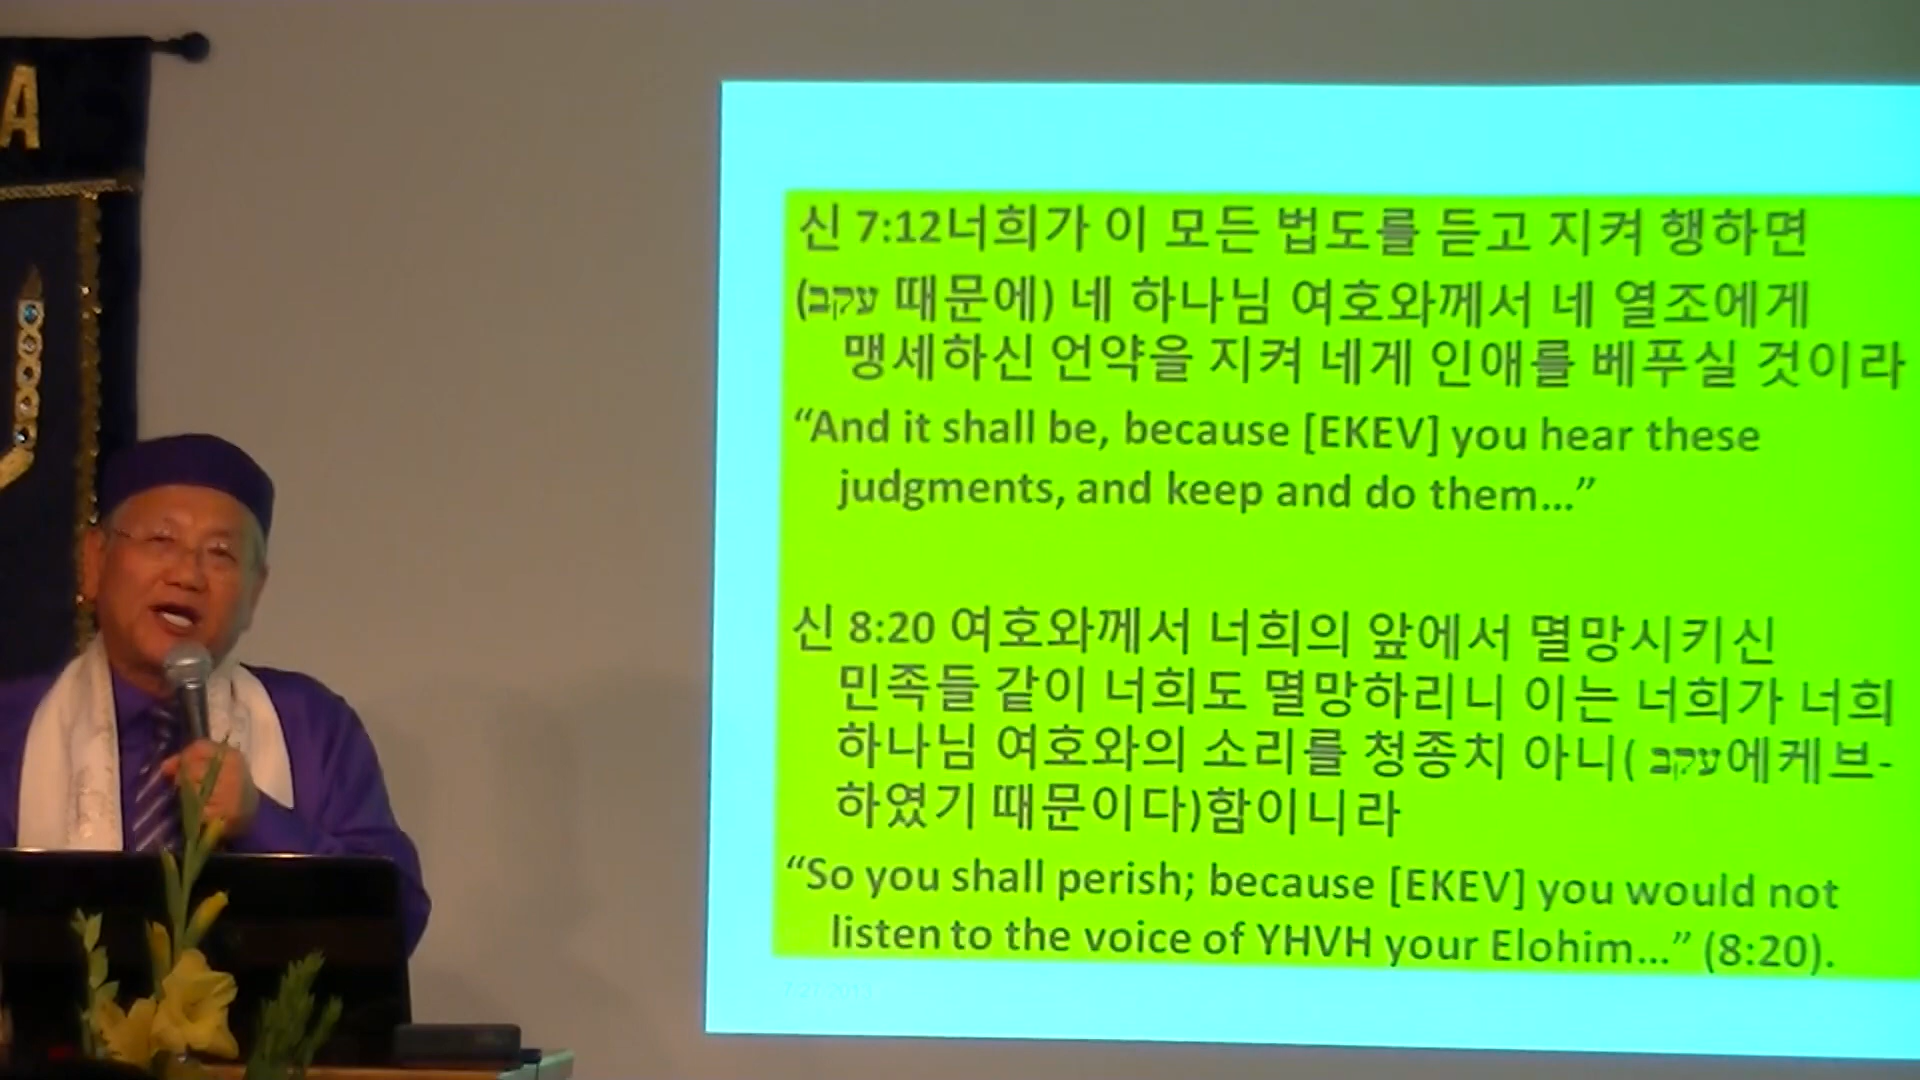 A
신 7:12너희가 이 모든 법도를 듣고 지켜 행하면
(עקב 때문에) 네 하나님 여호와께서 네 열조에게
맹세하신 언약을 지켜 네게 인애를 베푸실 것이라
“And it shall be, because [EKEV] you hear these
judgments, and keep and do them...”
신 8:20 여호와께서 너희의 앞에서 멸망시키신
민족들 같이 너희도 멸망하리니 이는 너희가 너희
하나님 여호와의 소리를 청종치 아니( עקב에케브-
하였기 때문이다)함이니라
“So you shall perish; because [EKEV] you would not
listen to the voice of YHVH your Elohim...” (8:20).
7/27/2013